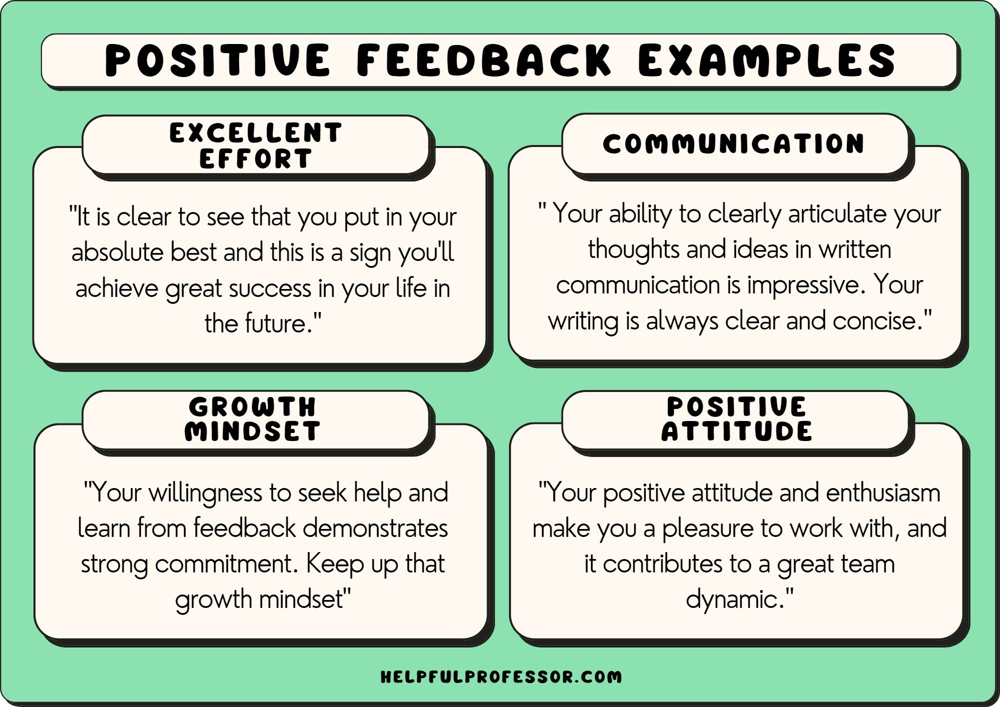 POSITIVE FEEDBACK EXAMPLES
EXCELLENT
EFFORT
"It is clear to see that you put in your
absolute best and this is a sign you'll
achieve great success in your life in
the future."
COMMUNICATION
" Your ability to clearly articulate your
thoughts and ideas in written
communication is impressive. Your
writing is always clear and concise."
GROWTH
MINDSET
"Your willingness to seek help and
learn from feedback demonstrates
strong commitment. Keep up that
growth mindset"
POSITIVE
ATTITUDE
"Your positive attitude and enthusiasm
make you a pleasure to work with, and
it contributes to a great team
dynamic."
HELPFULPROFESSOR.COM